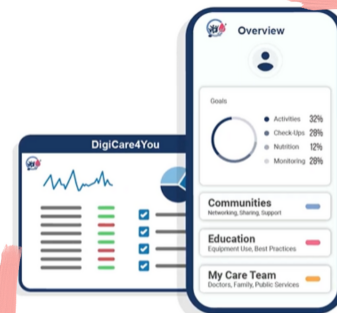 Overview
Goals
Activities 32%
Check-Ups 28%
Nutrition 12%
Monitoring 28%
DigiCare4You
Communities
Networking, Sharing, Support
Education
Equipment Use, Best Practices
My Care Team
Doctors, Family, Public Services